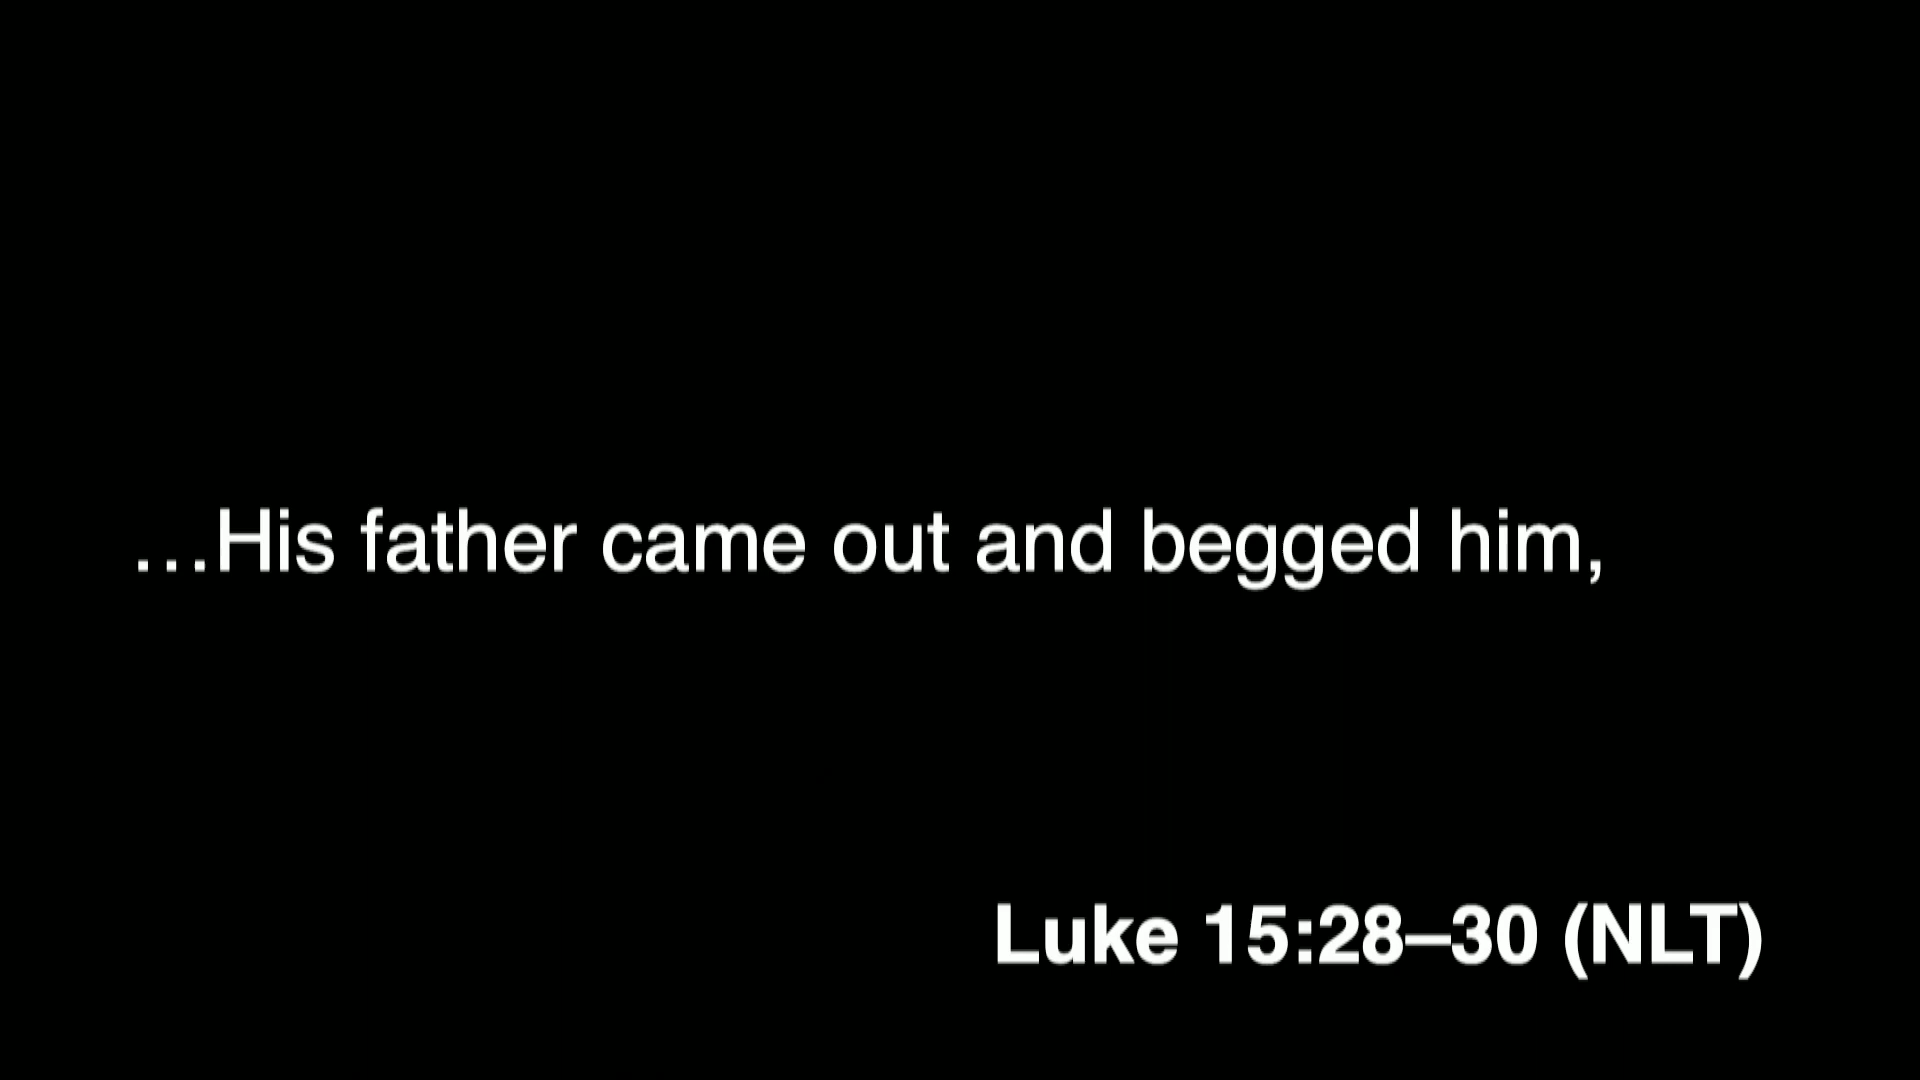 …His father came out and begged him,
Luke 15:28–30 (NLT)